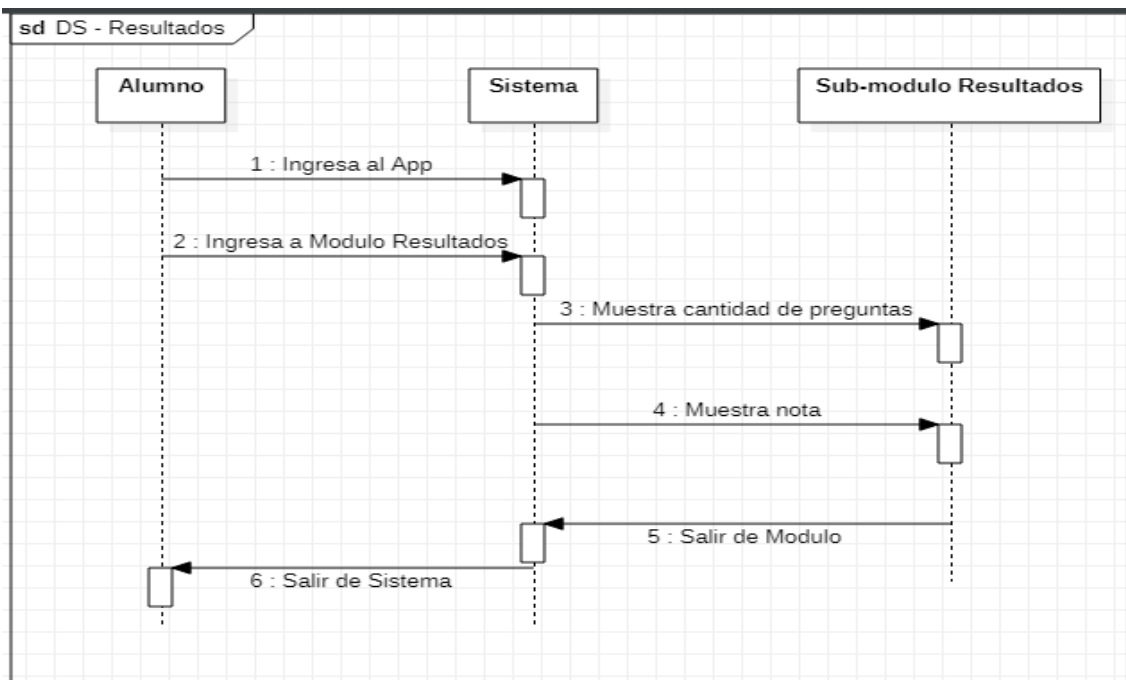 sd DS - Resultados
Alumno
Sistema
Sub-modulo Resultados
1 : Ingresa al App
2 : Ingresa a Modulo Resultados
3 : Muestra cantidad de preguntas
4 : Muestra nota
5 : Salir de Modulo
6 : Salir de Sistema